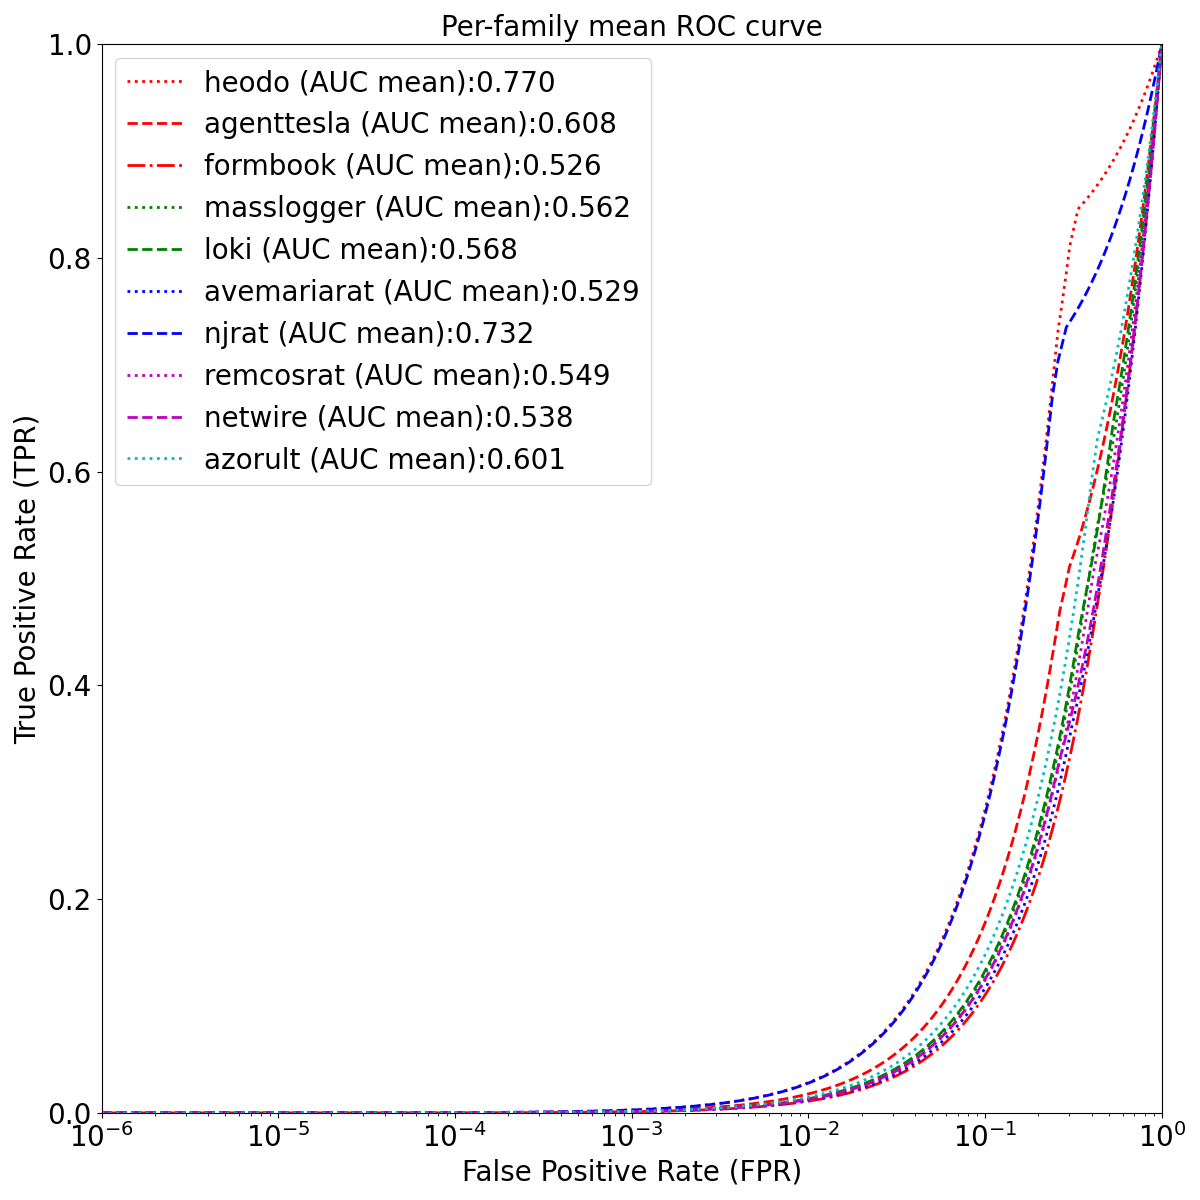 Per-family mean ROC curve
1.0
0.8
0.6
0.4
0.2
0.0
True Positive Rate (TPR)
heodo (AUC mean):0.770
agenttesla (AUC mean):0.608
formbook (AUC mean):0.526
masslogger (AUC mean):0.562
loki (AUC mean):0.568
avemariarat (AUC mean):0.529
njrat (AUC mean):0.732
remcosrat (AUC mean):0.549
netwire (AUC mean):0.538
azorult (AUC mean):0.601
10⁻⁶ 10⁻⁵ 10⁻⁴ 10⁻³ 10⁻² 10⁻¹ 10⁰
False Positive Rate (FPR)